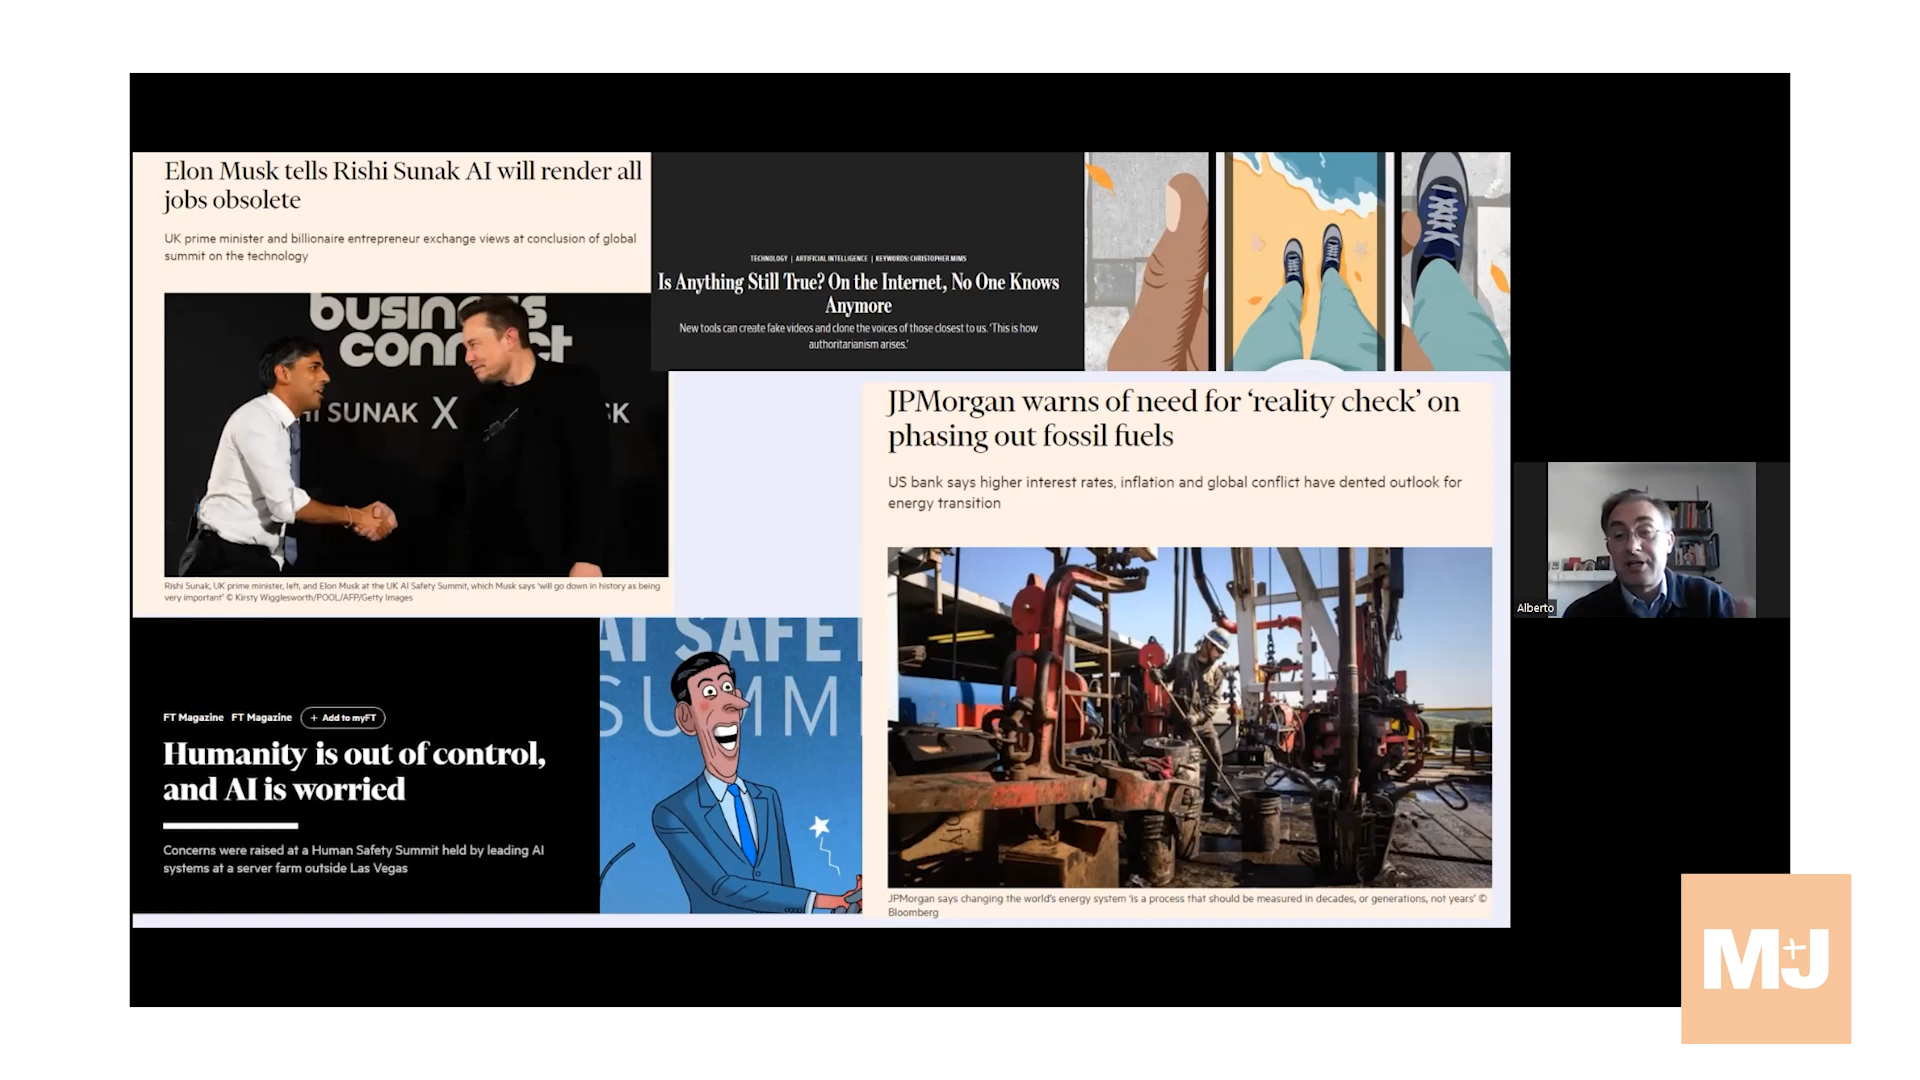 Elon Musk tells Rishi Sunak AI will render all
jobs obsolete
UK prime minister and billionaire entrepreneur exchange views at conclusion of global
summit on the technology
business
connect
HI SUNAK X SK
Rishi Sunak, UK prime minister, left, and Elon Musk at the UK AI Safety Summit, which Musk says 'will go down in history as being
very important' © Kirsty Wigglesworth/POOL/AFP/Getty Images
TECHNOLOGY | ARTIFICIAL INTELLIGENCE | KEYWORDS: CHRISTOPHER MIMS
Is Anything Still True? On the Internet, No One Knows
Anymore
New tools can create fake videos and clone the voices of those closest to us. 'This is how
authoritarianism arises.'
JPMorgan warns of need for ‘reality check’ on
phasing out fossil fuels
US bank says higher interest rates, inflation and global conflict have dented outlook for
energy transition
JPMorgan says changing the world's energy system 'is a process that should be measured in decades, or generations, not years' ©
Bloomberg
FT Magazine FT Magazine + Add to myFT
Humanity is out of control,
and AI is worried
Concerns were raised at a Human Safety Summit held by leading AI
systems at a server farm outside Las Vegas
AI SAFE
SUMM
Alberto
M+J